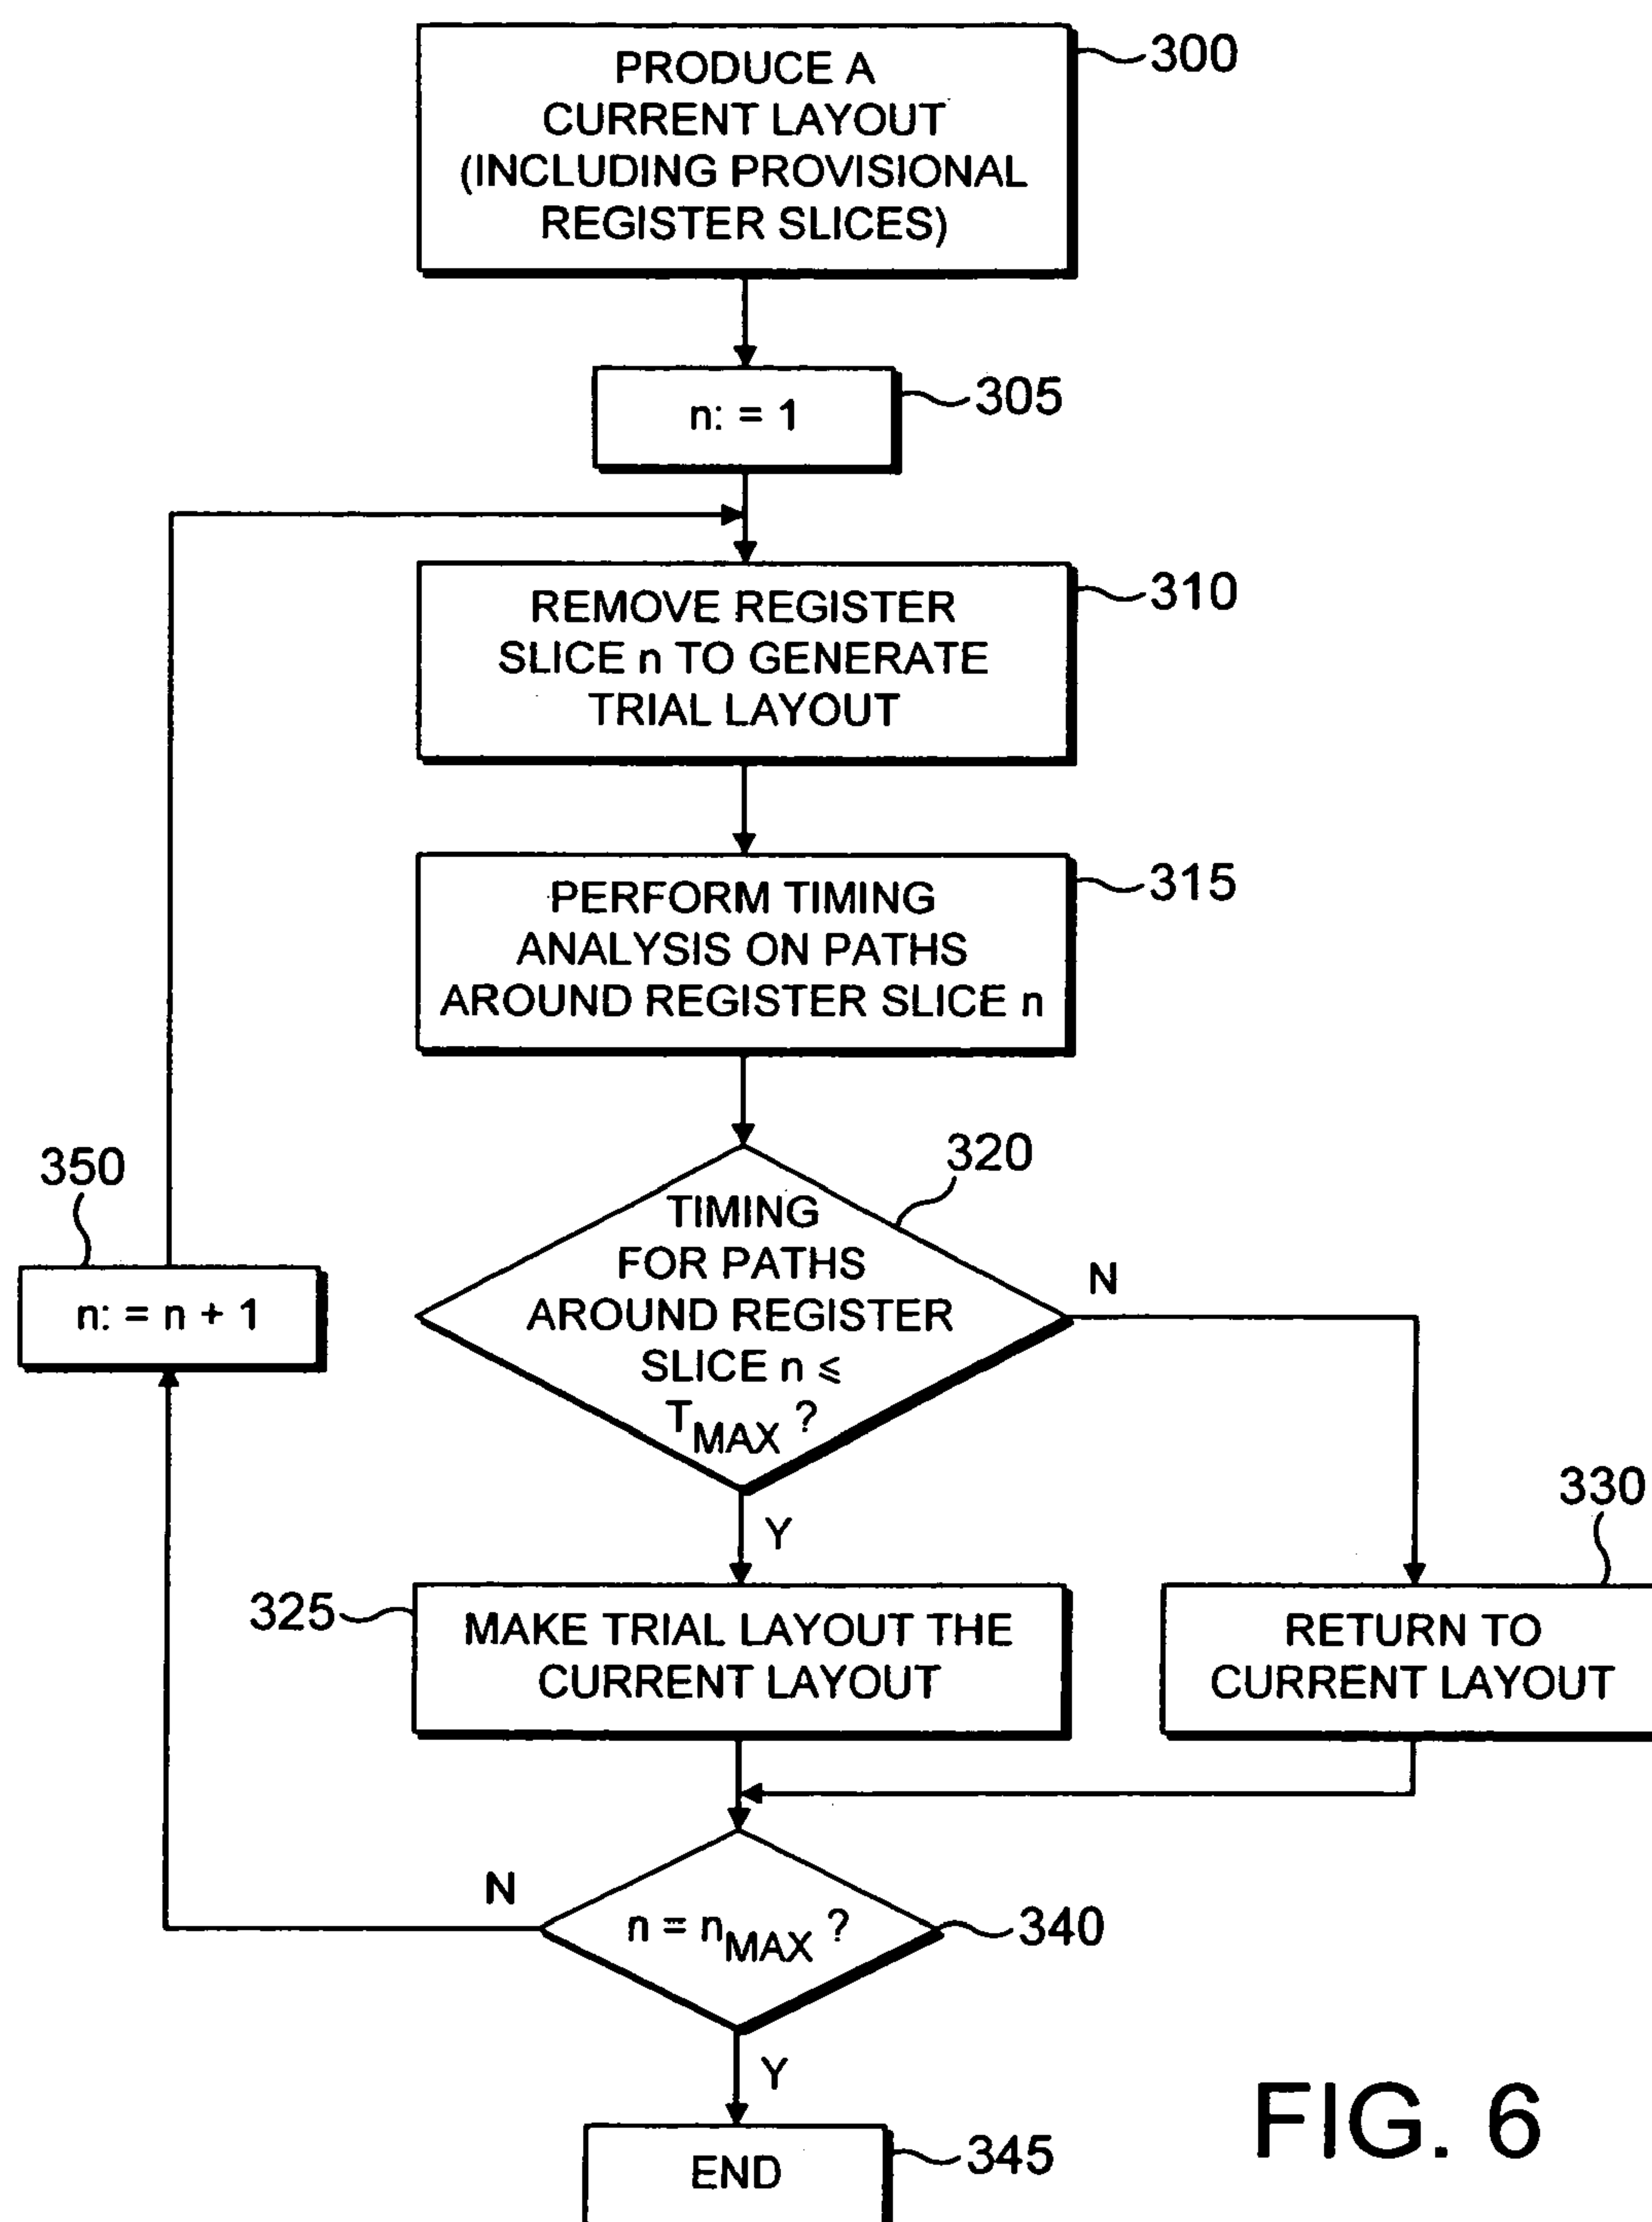 PRODUCE A
CURRENT LAYOUT
(INCLUDING PROVISIONAL
REGISTER SLICES)
300
n: = 1
305
REMOVE REGISTER
SLICE n TO GENERATE
TRIAL LAYOUT
310
PERFORM TIMING
ANALYSIS ON PATHS
AROUND REGISTER SLICE n
315
350
n: = n + 1
320
TIMING
FOR PATHS
AROUND REGISTER
SLICE n ⩽
TMAX ?
N
Y
330
325
MAKE TRIAL LAYOUT THE
CURRENT LAYOUT
RETURN TO
CURRENT LAYOUT
N
n = nMAX ?
340
Y
END
345
FIG. 6